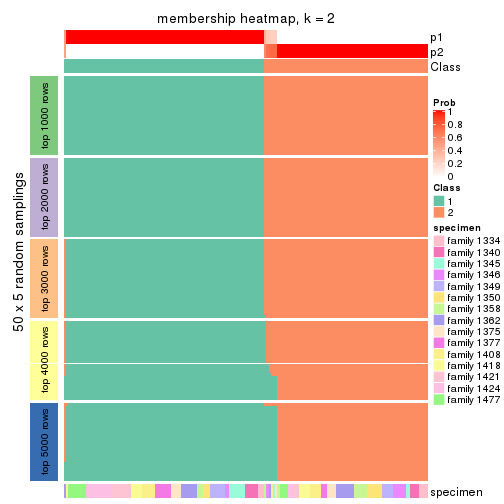 membership heatmap, k = 2
p1
p2
Class
50 x 5 random samplings
top 1000 rows
top 2000 rows
top 3000 rows
top 4000 rows
top 5000 rows
Prob
1
0.8
0.6
0.4
0.2
0
Class
1
2
specimen
family 1334
family 1340
family 1345
family 1346
family 1349
family 1350
family 1358
family 1362
family 1375
family 1377
family 1408
family 1418
family 1421
family 1424
family 1477
specimen